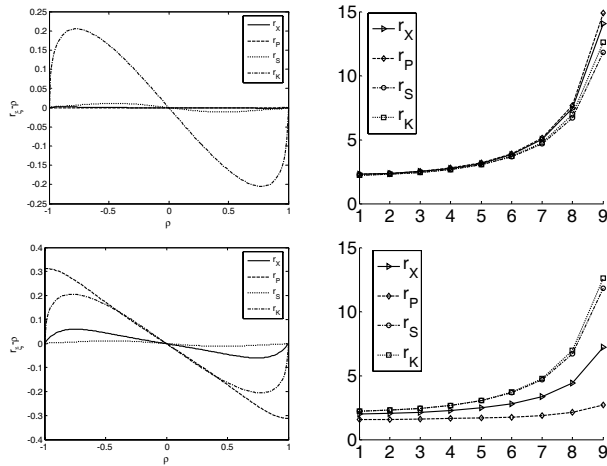 0.25
0.2
0.15
0.1
0.05
0
-0.05
-0.1
-0.15
-0.2
-0.25
-1 -0.5 0 0.5 1
ρ
r_ξ-ρ
r_X
r_P
r_S
r_K
15
10
5
0
1 2 3 4 5 6 7 8 9
r_X
r_P
r_S
r_K
0.4
0.3
0.2
0.1
0
-0.1
-0.2
-0.3
-0.4
-1 -0.5 0 0.5 1
ρ
r_ξ-ρ
r_X
r_P
r_S
r_K
15
10
5
0
1 2 3 4 5 6 7 8 9
r_X
r_P
r_S
r_K